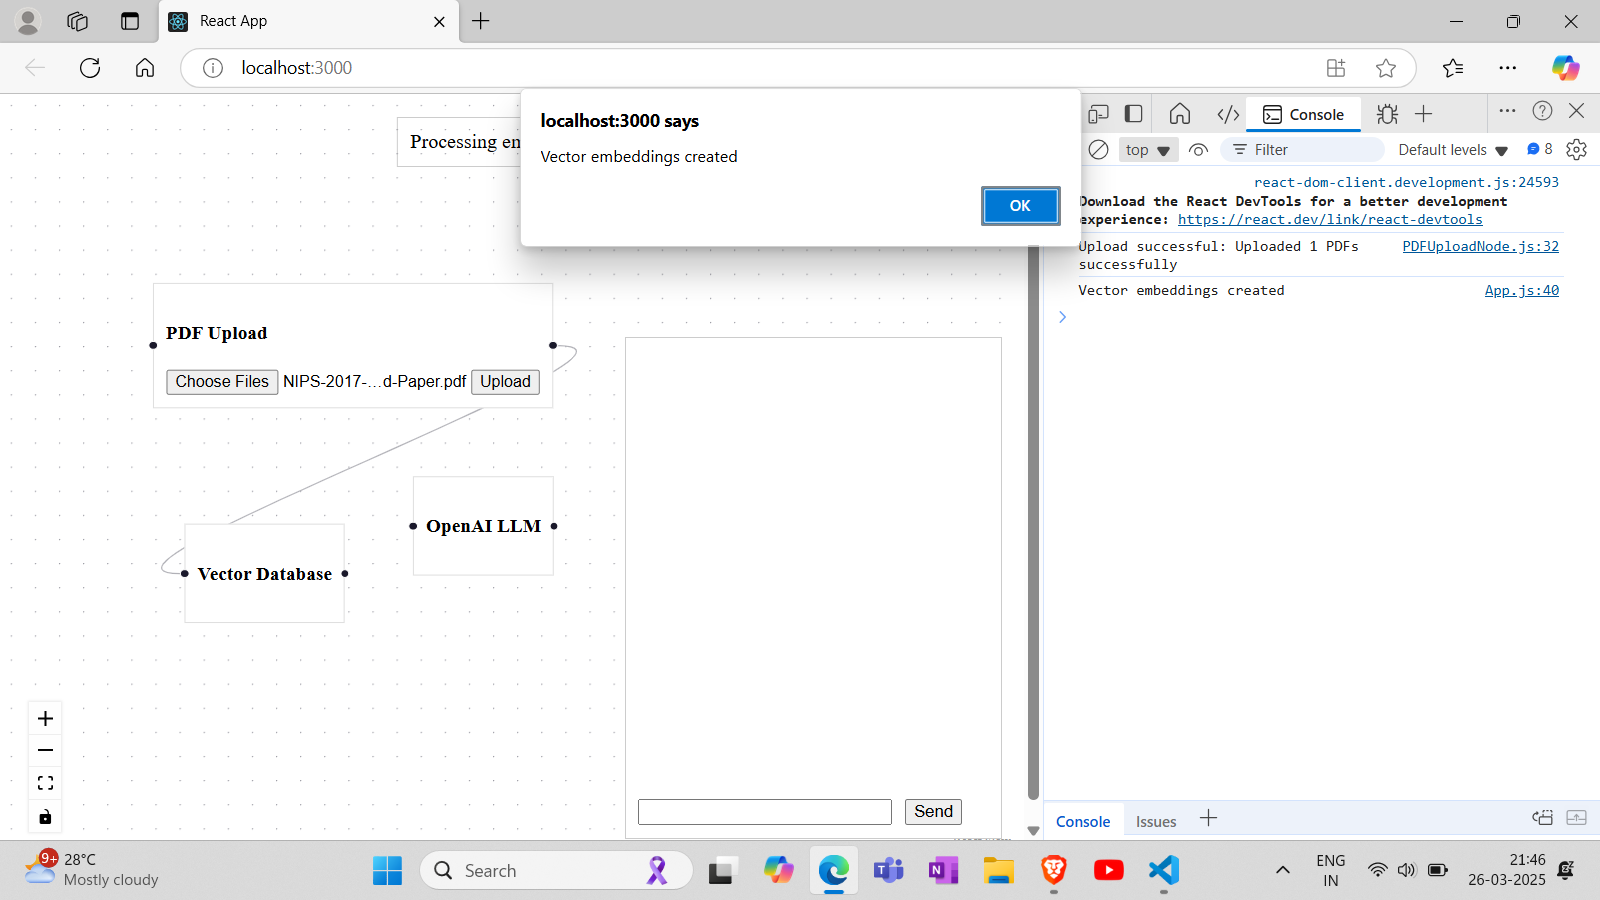 React App
localhost:3000
Processing en
localhost:3000 says
Vector embeddings created
OK
Console
top
Filter
Default levels
8
react-dom-client.development.js:24593
Download the React DevTools for a better development
experience: https://react.dev/link/react-devtools
Upload successful: Uploaded 1 PDFs PDFUploadNode.js:32
successfully
Vector embeddings created App.js:40
PDF Upload
Choose Files NIPS-2017-...d-Paper.pdf Upload
OpenAI LLM
Vector Database
Send
Console
Issues
9+
28°C
Mostly cloudy
Search
ENG
IN
21:46
26-03-2025